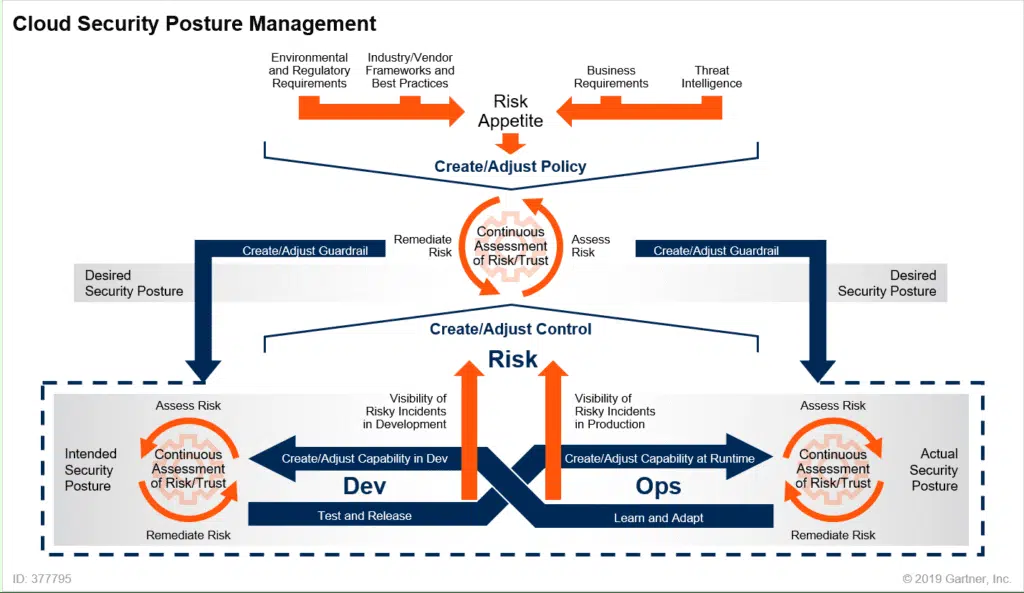 Cloud Security Posture Management
Environmental
and Regulatory
Requirements
Industry/Vendor
Frameworks and
Best Practices
Risk
Appetite
Business
Requirements
Threat
Intelligence
Create/Adjust Policy
Create/Adjust Guardrail
Remediate
Risk
Continuous
Assessment
of Risk/Trust
Assess
Risk
Create/Adjust Guardrail
Desired
Security Posture
Desired
Security Posture
Create/Adjust Control
Risk
Visibility of
Risky Incidents
in Development
Visibility of
Risky Incidents
in Production
Intended
Security
Posture
Assess Risk
Continuous
Assessment
of Risk/Trust
Remediate Risk
Create/Adjust Capability in Dev
Dev
Test and Release
Create/Adjust Capability at Runtime
Ops
Learn and Adapt
Assess Risk
Continuous
Assessment
of Risk/Trust
Remediate Risk
Actual
Security
Posture
ID: 377795
© 2019 Gartner, Inc.